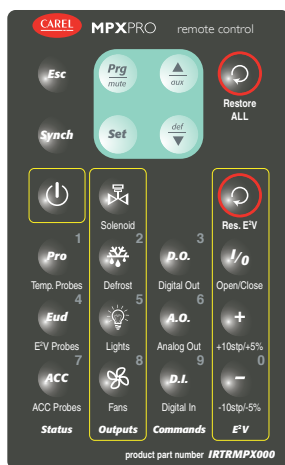 CAREL MPXPRO remote control
Esc Prg mute aux
Restore ALL
Synch Set def
Solenoid Res. E²V
1 2 3
Pro D.O. I/0
Temp. Probes Defrost Digital Out Open/Close
4 5 6
Eud A.O. +
E²V Probes Lights Analog Out +10stp/+5%
7 8 9 0
ACC D.I. -
ACC Probes Fans Digital In -10stp/-5%
Status Outputs Commands E²V
product part number IRTRMPX000